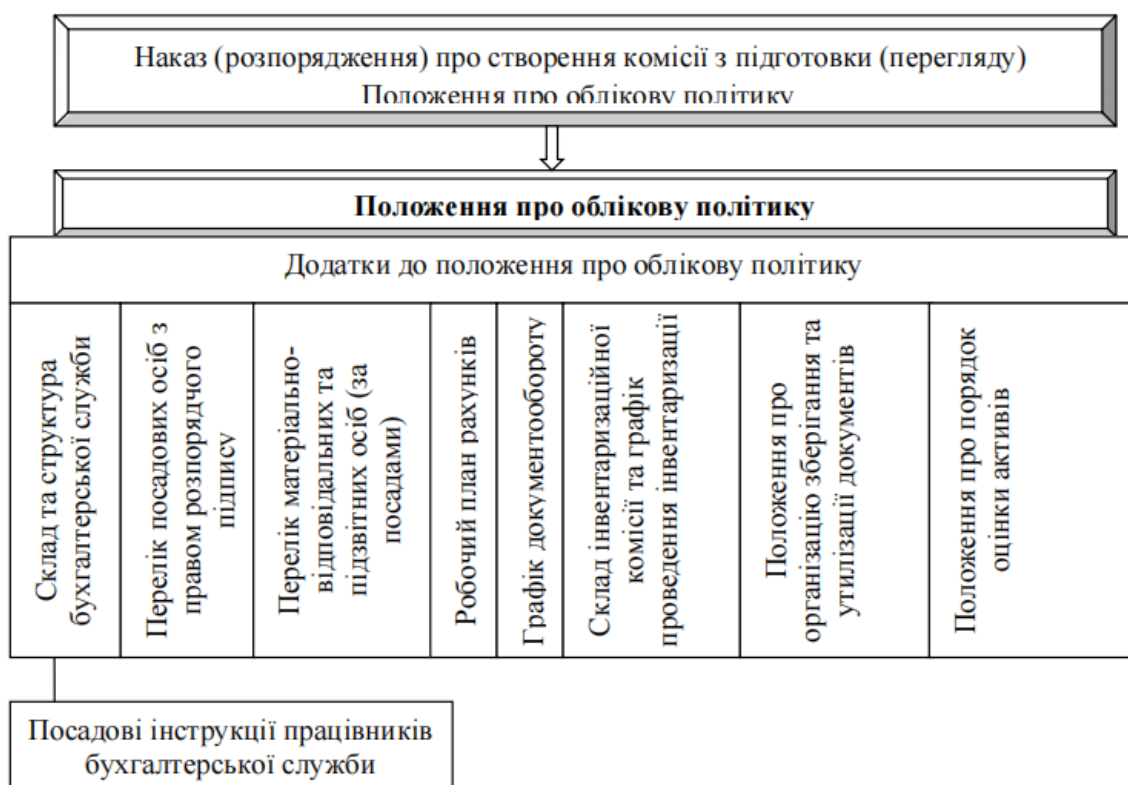 Наказ (розпорядження) про створення комісії з підготовки (перегляду)
Положення про облікову політику
Положення про облікову політику
Додатки до положення про облікову політику
Склад та структура
бухгалтерської служби
Перелік посадових осіб з
правом розпорядчого
підпису
Перелік матеріально-
відповідальних та
підзвітних осіб (за
посадами)
Робочий план рахунків
Графік документообороту
Склад інвентаризаційної
комісії та графік
проведення інвентаризації
Положення про
організацію зберігання та
утилізації документів
Положення про порядок
оцінки активів
Посадові інструкції працівників
бухгалтерської служби